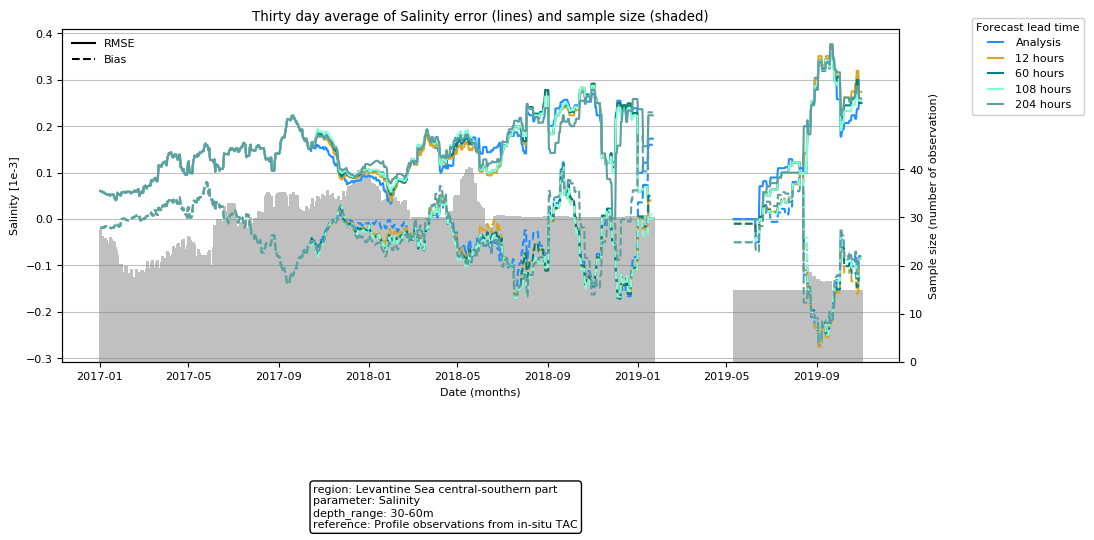 Thirty day average of Salinity error (lines) and sample size (shaded)
RMSE
Bias
Forecast lead time
Analysis
12 hours
60 hours
108 hours
204 hours
Salinity [1e-3]
0.4
0.3
0.2
0.1
0.0
−0.1
−0.2
−0.3
Sample size (number of observation)
40
30
20
10
0
2017-01
2017-05
2017-09
2018-01
2018-05
2018-09
2019-01
2019-05
2019-09
Date (months)
region: Levantine Sea central-southern part
parameter: Salinity
depth_range: 30-60m
reference: Profile observations from in-situ TAC